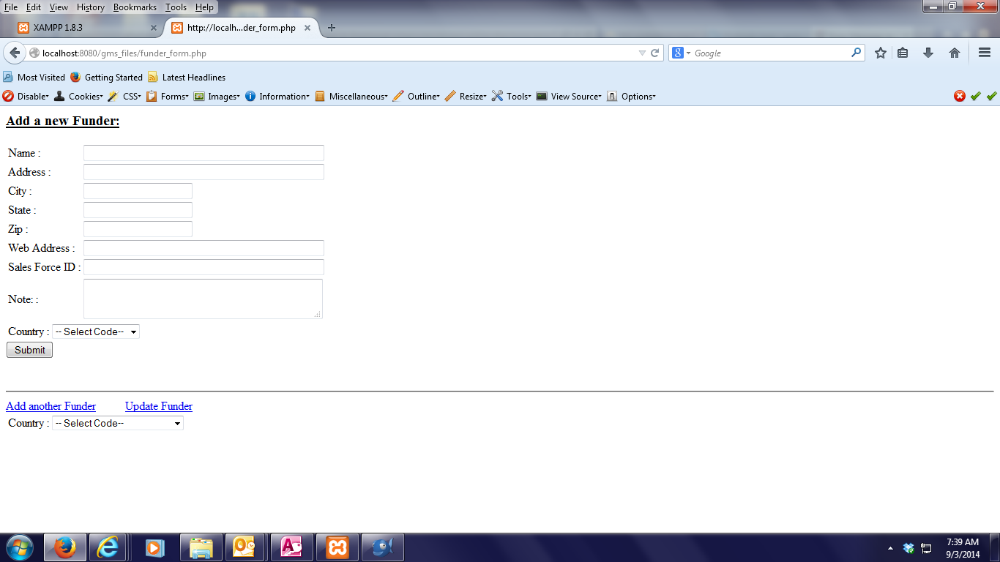 File Edit View History Bookmarks Tools Help
XAMPP 1.8.3 http://localh...der_form.php
localhost:8080/gms_files/funder_form.php Google
Most Visited Getting Started Latest Headlines
Disable Cookies CSS Forms Images Information Miscellaneous Outline Resize Tools View Source Options
Add a new Funder:
Name :
Address :
City :
State :
Zip :
Web Address :
Sales Force ID :
Note: :
Country : -- Select Code--
Submit
Add another Funder Update Funder
Country : -- Select Code--
7:39 AM
9/3/2014